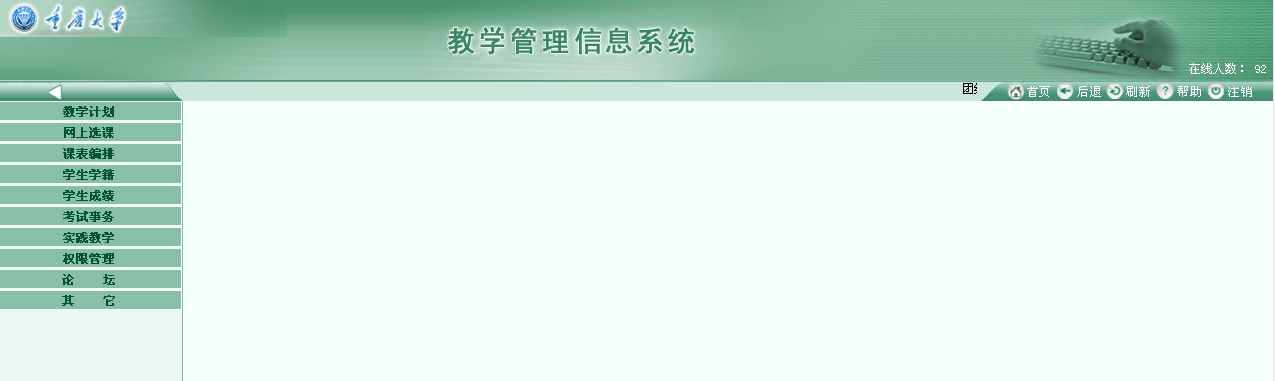 重庆大学
教学管理信息系统
在线人数： 92
首页 后退 刷新 帮助 注销
教学计划
网上选课
课表编排
学生学籍
学生成绩
考试事务
实践教学
权限管理
论 坛
其 它